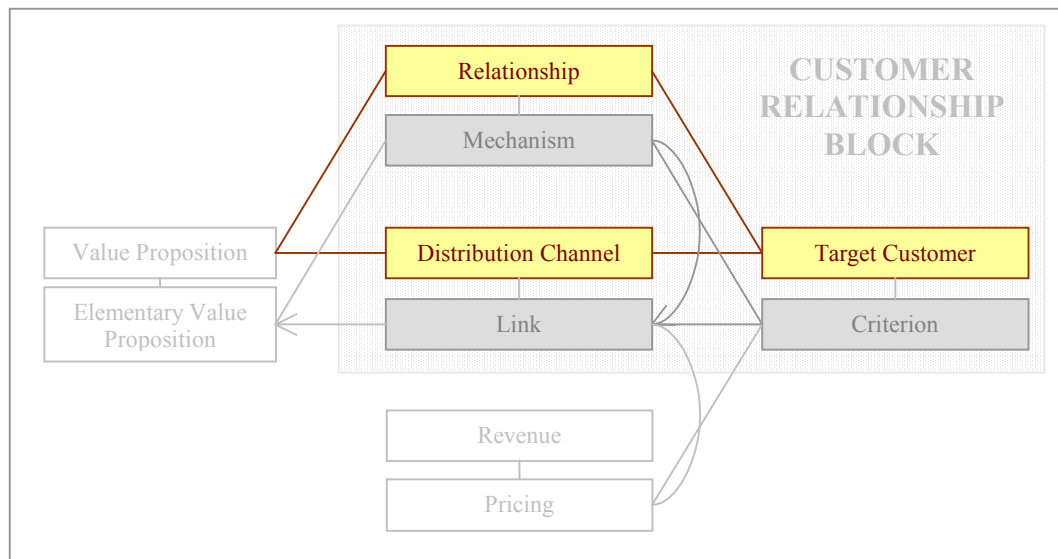 Relationship
CUSTOMER
RELATIONSHIP
BLOCK
Mechanism
Value Proposition
Distribution Channel
Target Customer
Elementary Value
Proposition
Link
Criterion
Revenue
Pricing